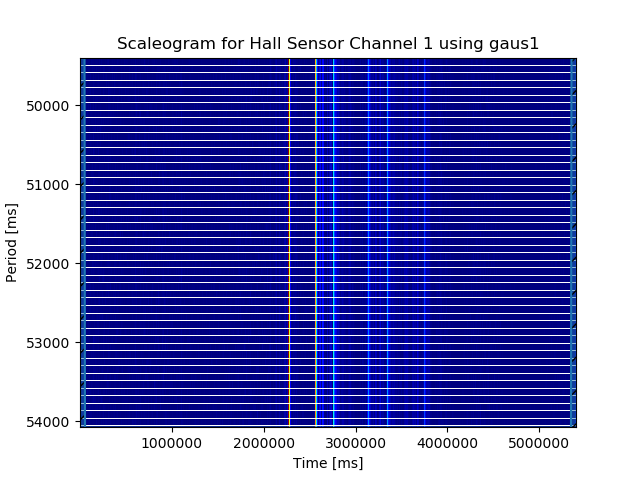 Scaleogram for Hall Sensor Channel 1 using gaus1
Period [ms]
50000
51000
52000
53000
54000
1000000 2000000 3000000 4000000 5000000
Time [ms]